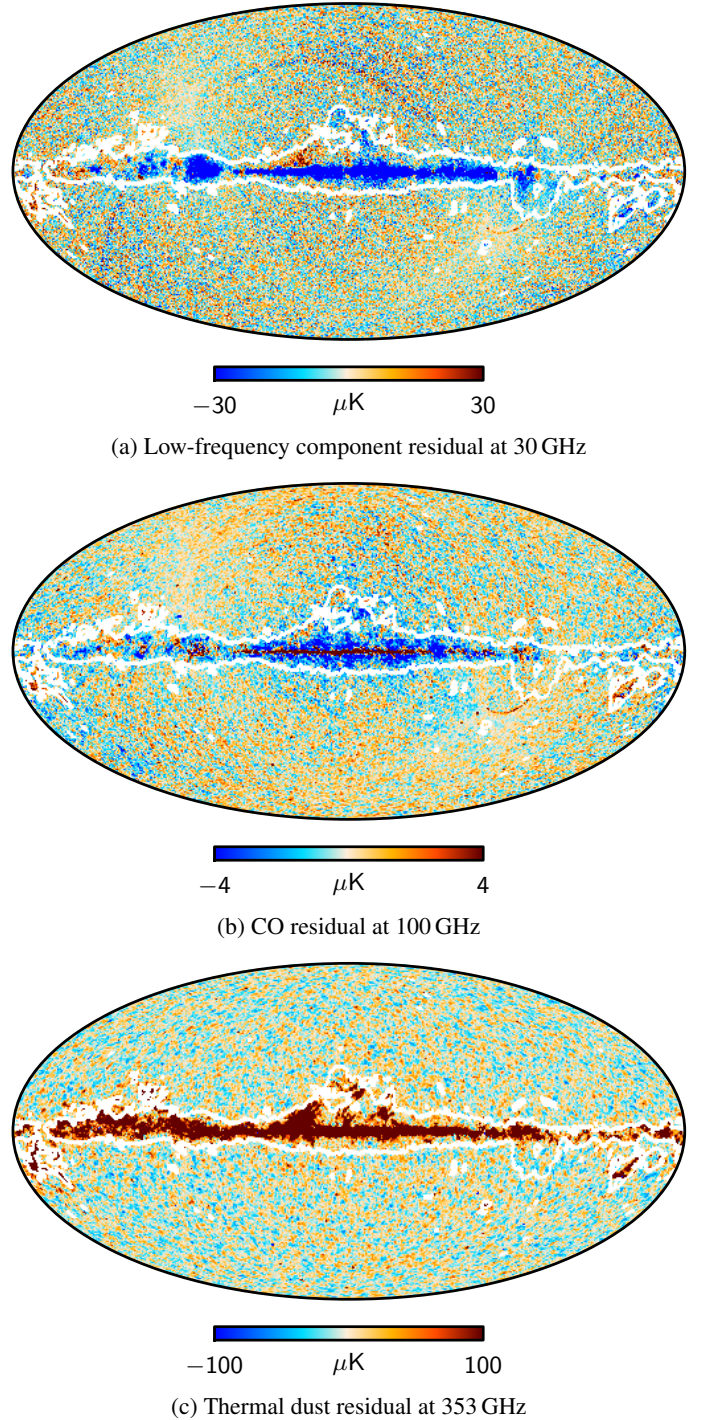 −30 μK 30
(a) Low-frequency component residual at 30 GHz
−4 μK 4
(b) CO residual at 100 GHz
−100 μK 100
(c) Thermal dust residual at 353 GHz